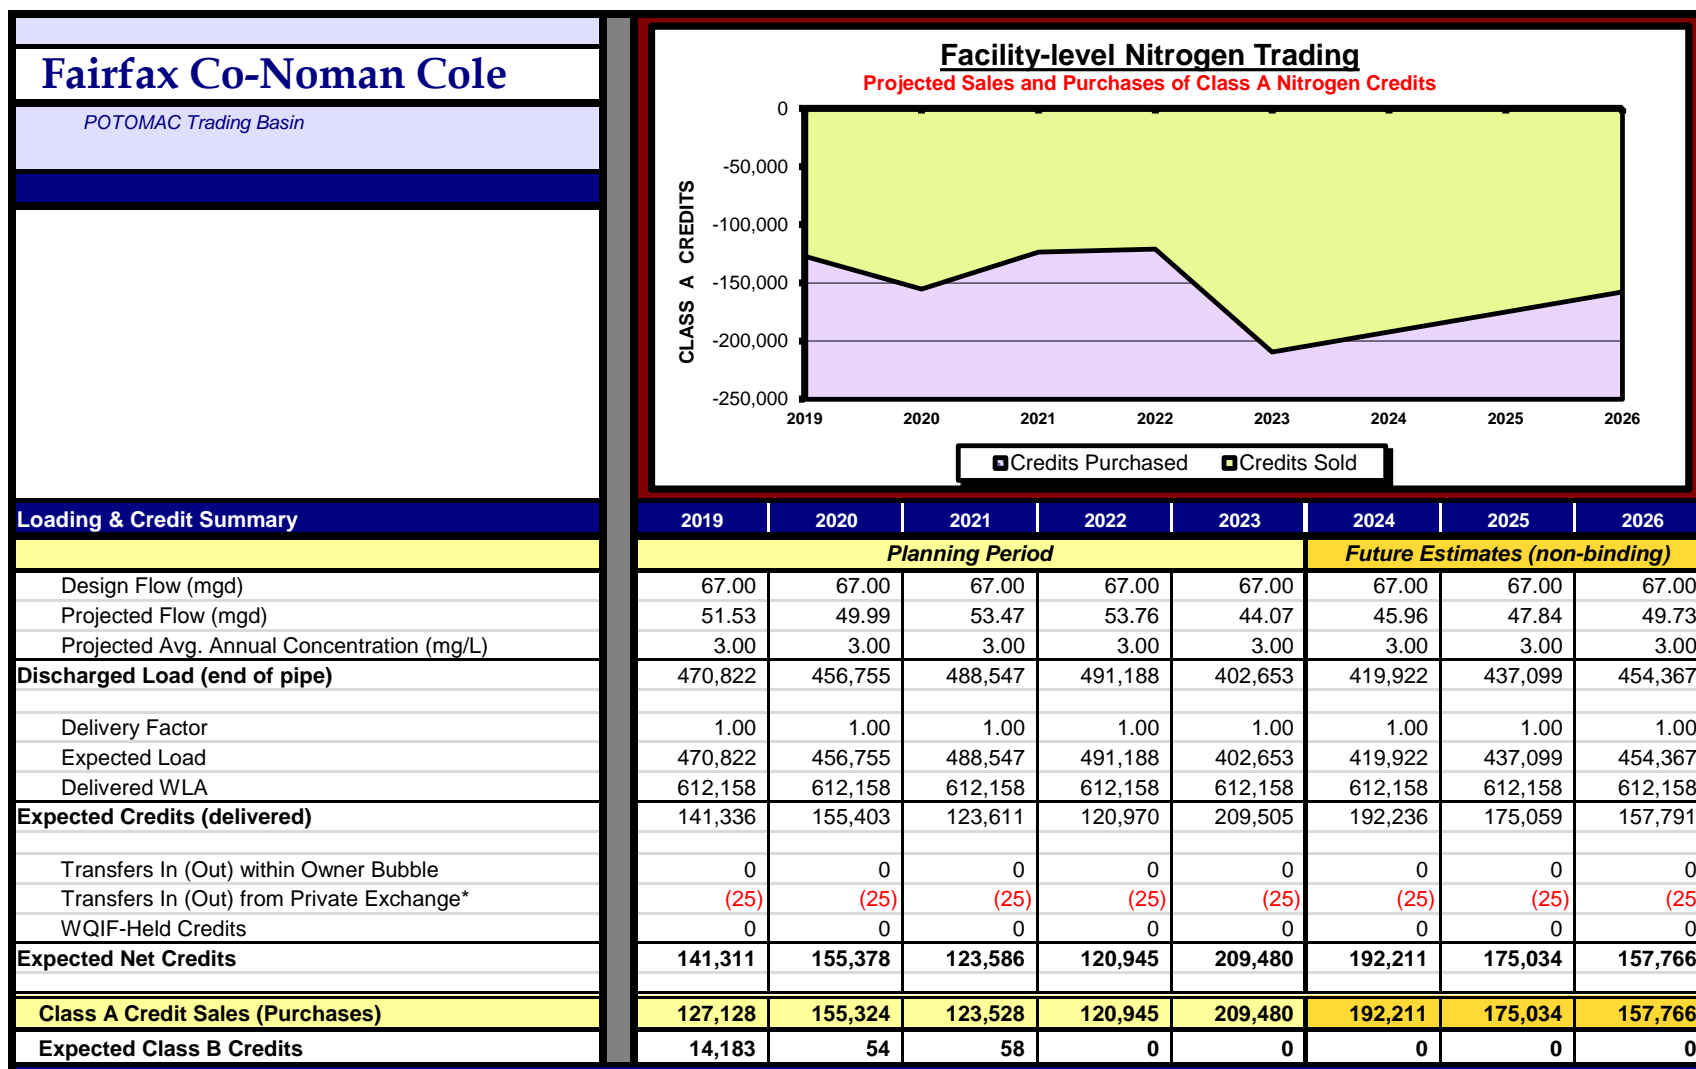 Fairfax Co-Noman Cole
POTOMAC Trading Basin
Facility-level Nitrogen Trading
Projected Sales and Purchases of Class A Nitrogen Credits
CLASS A CREDITS
0
-50,000
-100,000
-150,000
-200,000
-250,000
2019 2020 2021 2022 2023 2024 2025 2026
Credits Purchased Credits Sold
Loading & Credit Summary 2019 2020 2021 2022 2023 2024 2025 2026
Planning Period Future Estimates (non-binding)
Design Flow (mgd) 67.00 67.00 67.00 67.00 67.00 67.00 67.00 67.00
Projected Flow (mgd) 51.53 49.99 53.47 53.76 44.07 45.96 47.84 49.73
Projected Avg. Annual Concentration (mg/L) 3.00 3.00 3.00 3.00 3.00 3.00 3.00 3.00
Discharged Load (end of pipe) 470,822 456,755 488,547 491,188 402,653 419,922 437,099 454,367
Delivery Factor 1.00 1.00 1.00 1.00 1.00 1.00 1.00 1.00
Expected Load 470,822 456,755 488,547 491,188 402,653 419,922 437,099 454,367
Delivered WLA 612,158 612,158 612,158 612,158 612,158 612,158 612,158 612,158
Expected Credits (delivered) 141,336 155,403 123,611 120,970 209,505 192,236 175,059 157,791
Transfers In (Out) within Owner Bubble 0 0 0 0 0 0 0 0
Transfers In (Out) from Private Exchange* (25) (25) (25) (25) (25) (25) (25) (25
WQIF-Held Credits 0 0 0 0 0 0 0 0
Expected Net Credits 141,311 155,378 123,586 120,945 209,480 192,211 175,034 157,766
Class A Credit Sales (Purchases) 127,128 155,324 123,528 120,945 209,480 192,211 175,034 157,766
Expected Class B Credits 14,183 54 58 0 0 0 0 0